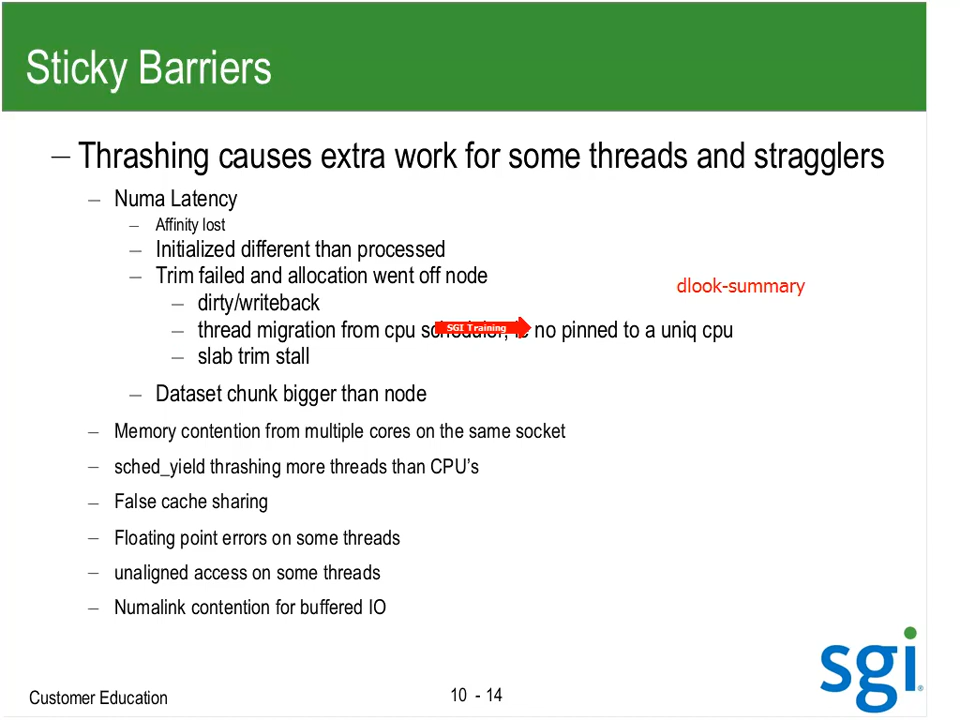 Sticky Barriers
– Thrashing causes extra work for some threads and stragglers
– Numa Latency
– Affinity lost
– Initialized different than processed
– Trim failed and allocation went off node
dlook-summary
– dirty/writeback
– thread migration from cpu scheduler, no pinned to a uniq cpu
SGI Training
– slab trim stall
– Dataset chunk bigger than node
– Memory contention from multiple cores on the same socket
– sched_yield thrashing more threads than CPU's
– False cache sharing
– Floating point errors on some threads
– unaligned access on some threads
– Numalink contention for buffered IO
Customer Education
10 - 14
sgi®